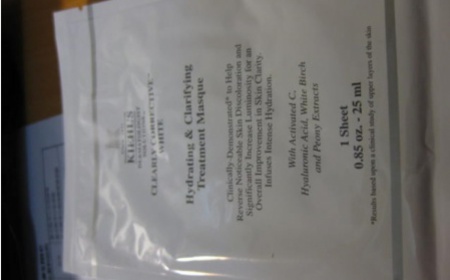 KIEHL'S
CLEARLY CORRECTIVE™
WHITE
Hydrating & Clarifying
Treatment Masque
Clinically-Demonstrated* to Help
Reverse Noticeable Skin Discoloration and
Significantly Increase Luminosity for an
Overall Improvement in Skin Clarity.
Infuses Intense Hydration.
With Activated C,
Hyaluronic Acid, White Birch
and Peony Extracts
1 Sheet
0.85 oz. - 25 ml
*Results based upon a clinical study of upper layers of the skin